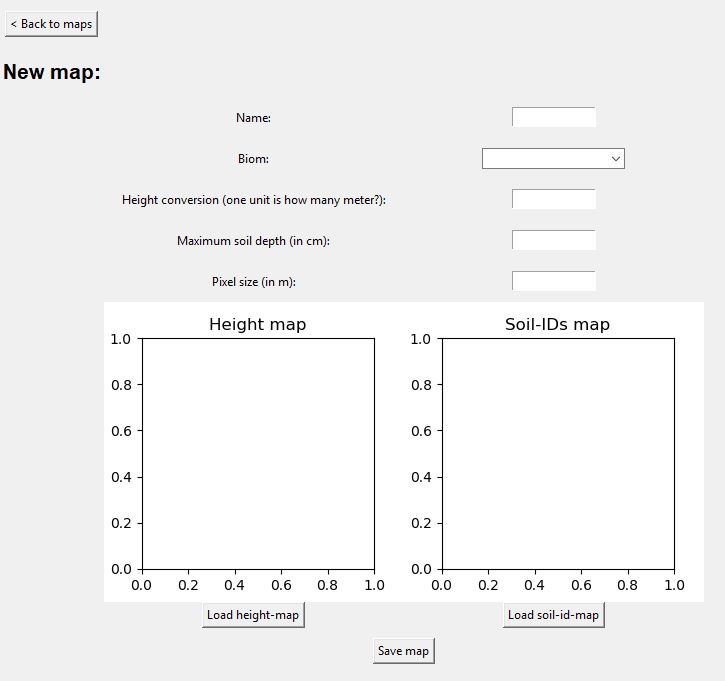 < Back to maps
New map:
Name:
Biom:
Height conversion (one unit is how many meter?):
Maximum soil depth (in cm):
Pixel size (in m):
Height map
1.0
0.8
0.6
0.4
0.2
0.0
0.0 0.2 0.4 0.6 0.8 1.0
Soil-IDs map
1.0
0.8
0.6
0.4
0.2
0.0
0.0 0.2 0.4 0.6 0.8 1.0
Load height-map
Load soil-id-map
Save map